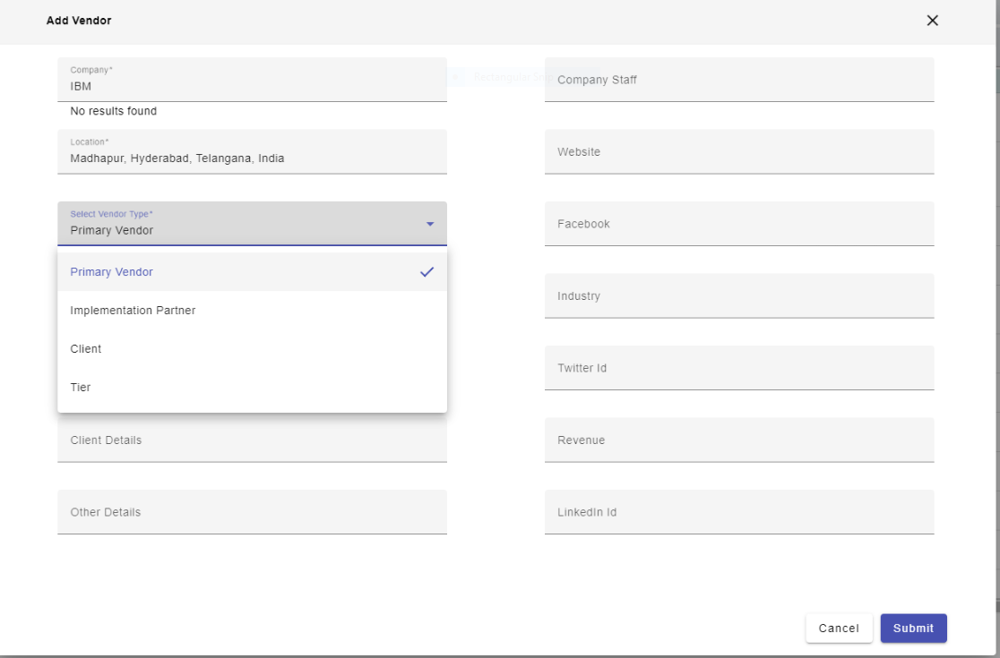 Add Vendor
Company*
IBM
No results found
Location*
Madhapur, Hyderabad, Telangana, India
Select Vendor Type*
Primary Vendor
Primary Vendor
Implementation Partner
Client
Tier
Client Details
Other Details
Rectangular
Company Staff
Website
Facebook
Industry
Twitter Id
Revenue
LinkedIn Id
Cancel
Submit